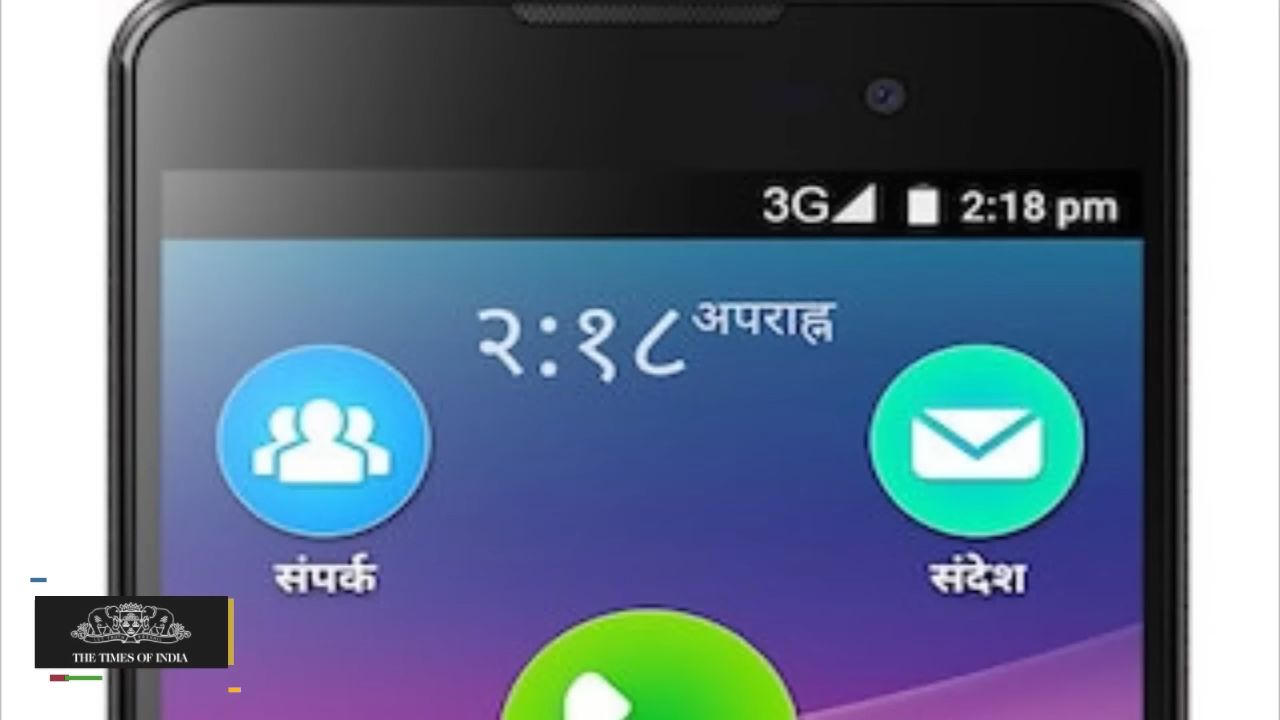 3G 2:18 pm
२:१८ अपराह्न
संपर्क
संदेश
THE TIMES OF INDIA